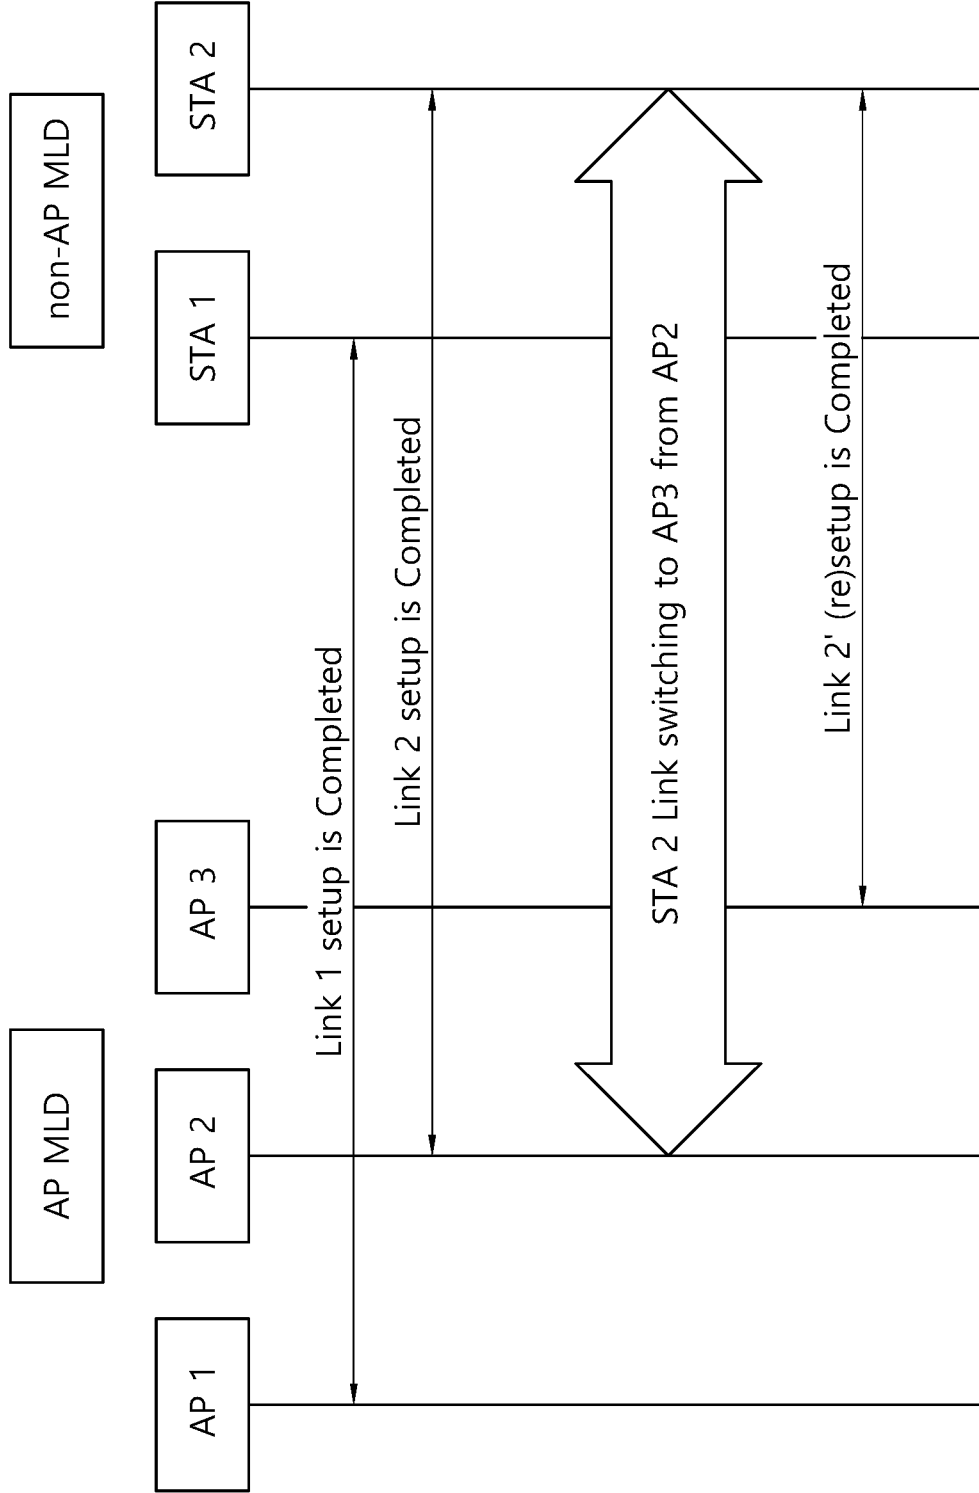 AP MLD
non-AP MLD
AP 1
AP 2
AP 3
STA 1
STA 2
Link 1 setup is Completed
Link 2 setup is Completed
STA 2 Link switching to AP3 from AP2
Link 2' (re)setup is Completed